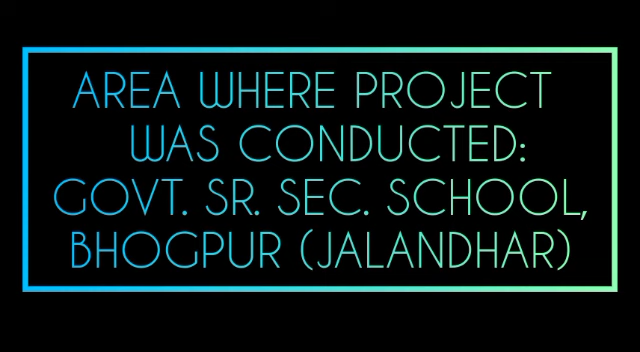 AREA WHERE PROJECT
WAS CONDUCTED:
GOVT. SR. SEC. SCHOOL,
BHOGPUR (JALANDHAR)